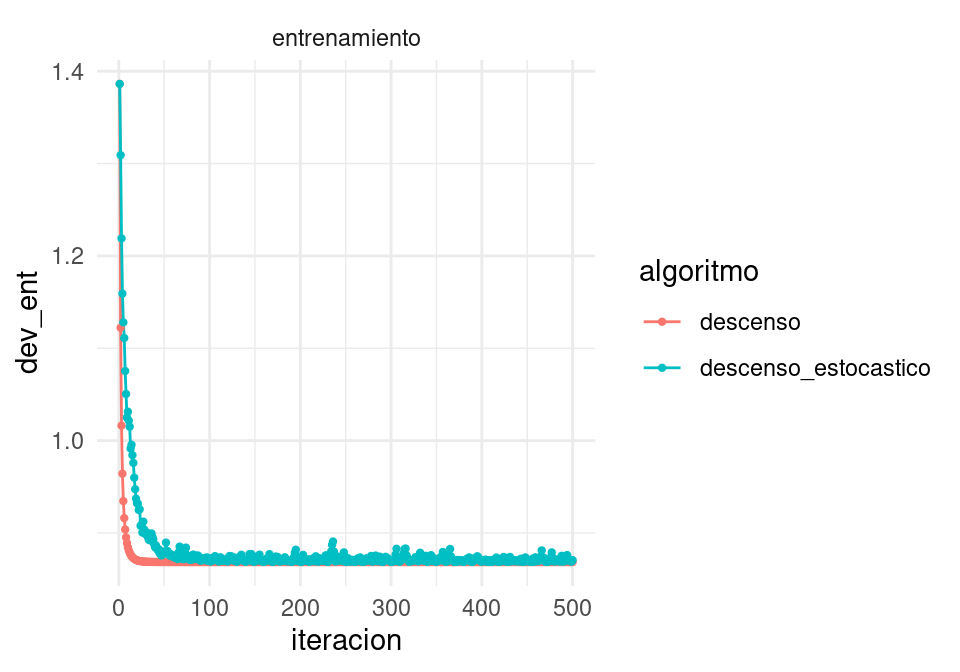 entrenamiento
1.4
1.2
1.0
dev_ent
0 100 200 300 400 500
iteracion
algoritmo
descenso
descenso_estocastico